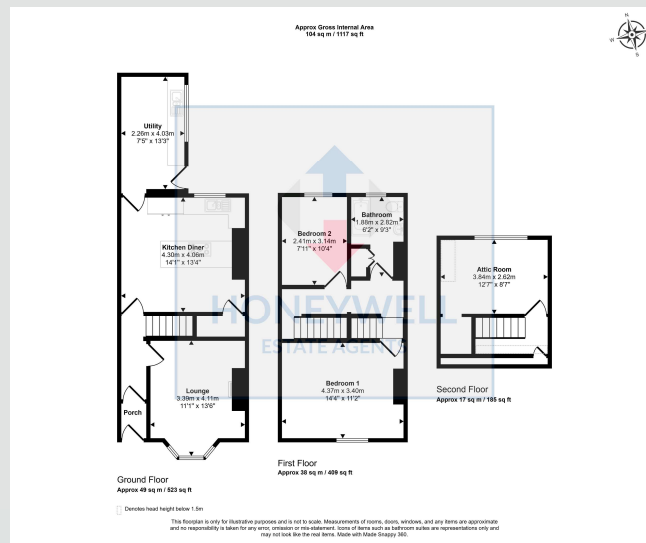 Approx Gross Internal Area
104 sq m / 1117 sq ft
N
W
E
S
Utility
2.26m x 4.03m
7'5" x 13'3"
Kitchen Diner
4.30m x 4.06m
14'1" x 13'4"
Lounge
3.39m x 4.11m
11'1" x 13'6"
Porch
Ground Floor
Approx 49 sq m / 523 sq ft
Bedroom 2
2.41m x 3.14m
7'11" x 10'4"
Bathroom
1.88m x 2.82m
6'2" x 9'3"
Bedroom 1
4.37m x 3.40m
14'4" x 11'2"
First Floor
Approx 38 sq m / 409 sq ft
Attic Room
3.84m x 2.62m
12'7" x 8'7"
Second Floor
Approx 17 sq m / 185 sq ft
HONEYWELL
ESTATE AGENTS
Denotes head height below 1.5m
This floorplan is only for illustrative purposes and is not to scale. Measurements of rooms, doors, windows, and any items are approximate
and no responsibility is taken for any error, omission or mis-statement. Icons of items such as bathroom suites are representations only and
may not look like the real items. Made with Made Snappy 360.